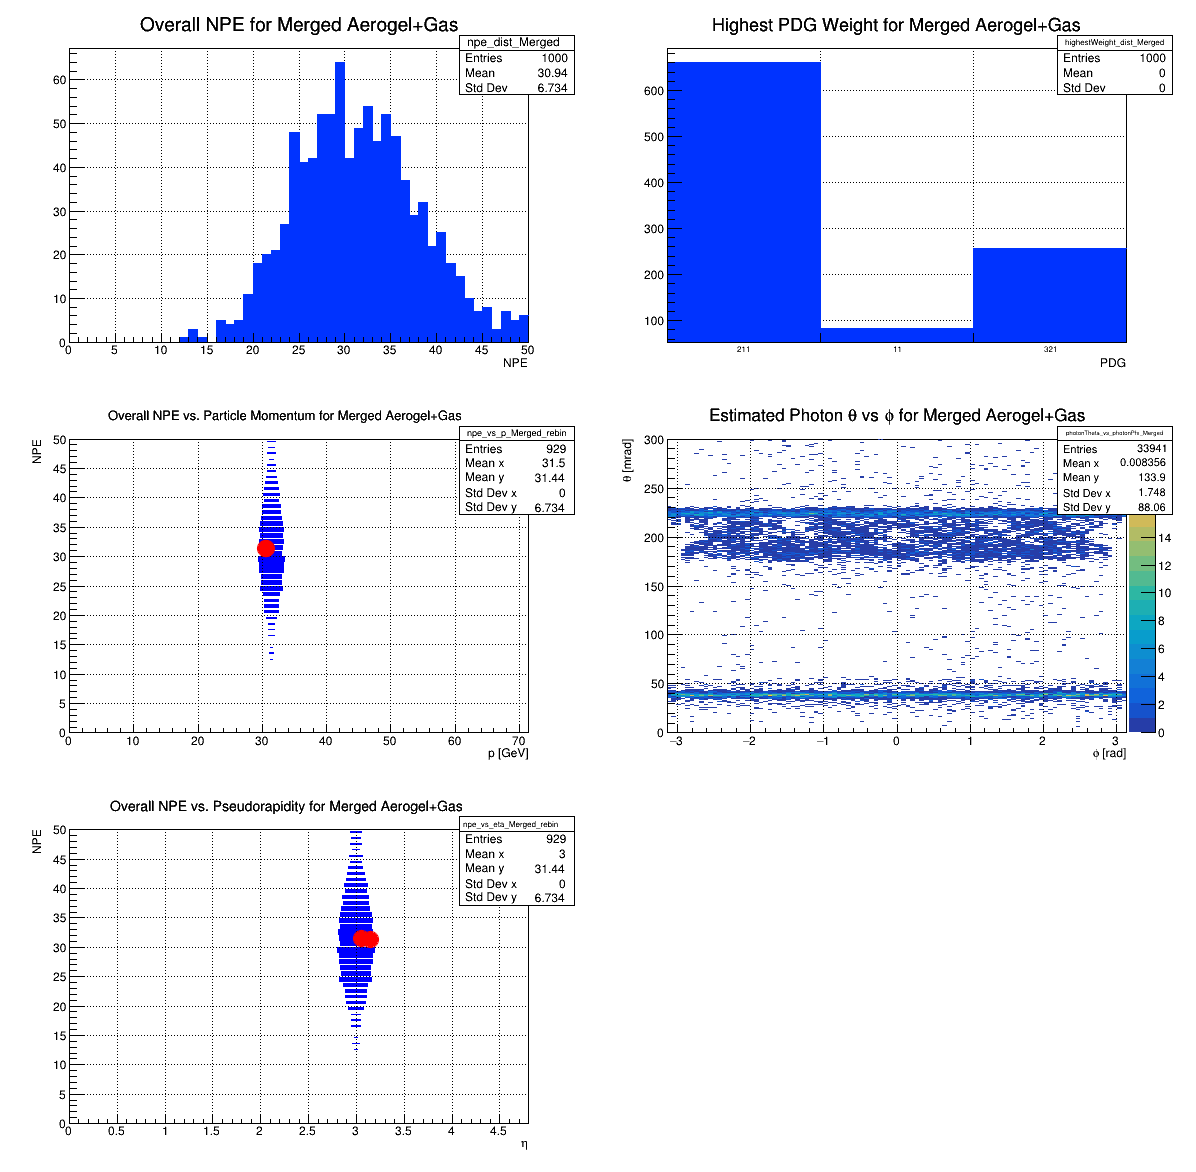 Overall NPE for Merged Aerogel+Gas
npe_dist_Merged
Entries 1000
Mean 30.94
Std Dev 6.734
60
50
40
30
20
10
0
0 5 10 15 20 25 30 35 40 45 50
NPE
Highest PDG Weight for Merged Aerogel+Gas
highestWeight_dist_Merged
Entries 1000
Mean 0
Std Dev 0
600
500
400
300
200
100
211 11 321
PDG
Overall NPE vs. Particle Momentum for Merged Aerogel+Gas
npe_vs_p_Merged_rebin
Entries 929
Mean x 31.5
Mean y 31.44
Std Dev x 0
Std Dev y 6.734
NPE
50
45
40
35
30
25
20
15
10
5
0
0 10 20 30 40 50 60 70
p [GeV]
Estimated Photon θ vs ϕ for Merged Aerogel+Gas
photonTheta_vs_photonPhi_Merged
Entries 33941
Mean x 0.008356
Mean y 133.9
Std Dev x 1.748
Std Dev y 88.06
θ [mrad]
300
250
200
150
100
50
0
−3 −2 −1 0 1 2 3
ϕ [rad]
14
12
10
8
6
4
2
0
Overall NPE vs. Pseudorapidity for Merged Aerogel+Gas
npe_vs_eta_Merged_rebin
Entries 929
Mean x 3
Mean y 31.44
Std Dev x 0
Std Dev y 6.734
NPE
50
45
40
35
30
25
20
15
10
5
0
0 0.5 1 1.5 2 2.5 3 3.5 4 4.5
η